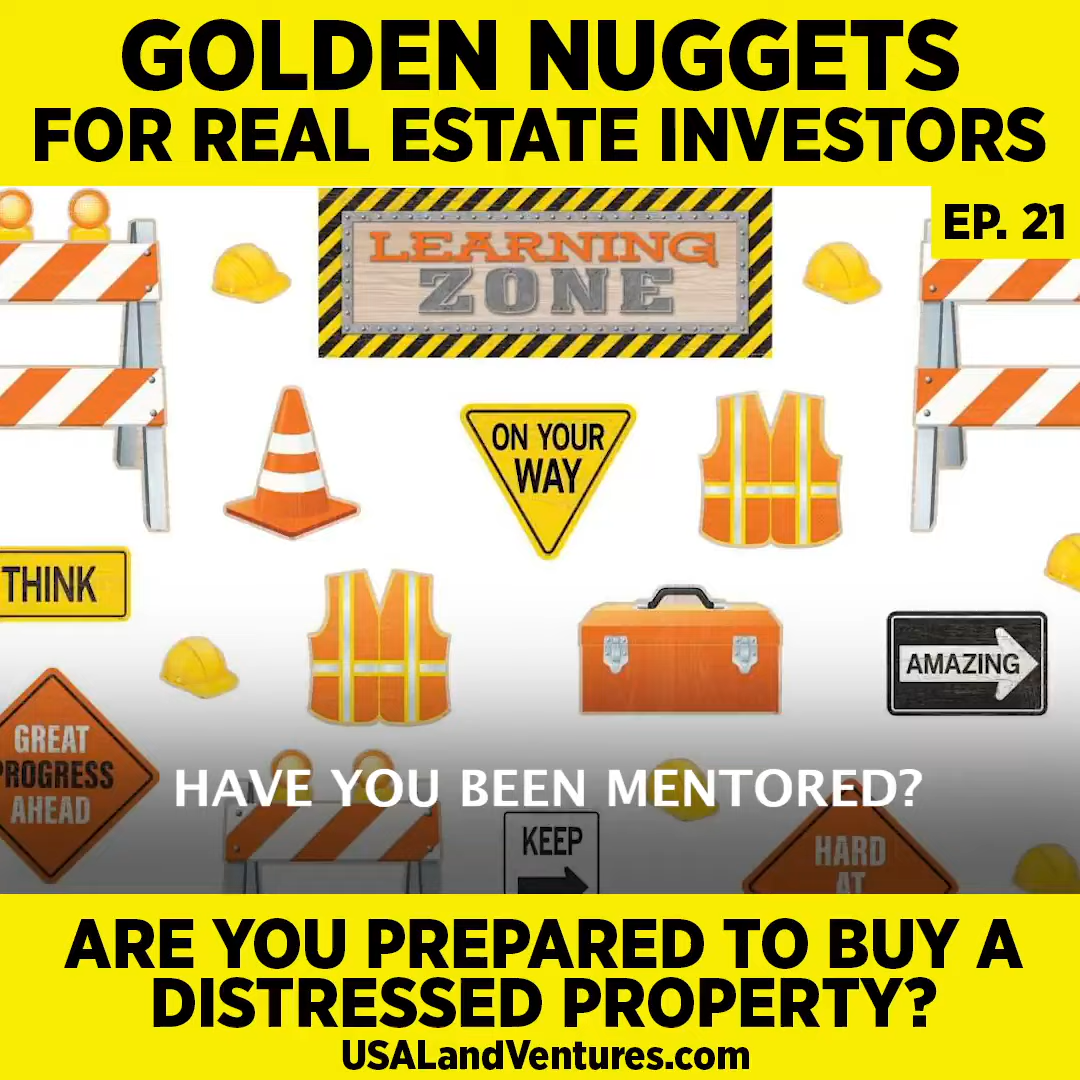 GOLDEN NUGGETS
FOR REAL ESTATE INVESTORS
EP. 21
LEARNING
ZONE
ON YOUR
WAY
THINK
AMAZING
GREAT
PROGRESS
AHEAD
HAVE YOU BEEN MENTORED?
KEEP
HARD
AT
ARE YOU PREPARED TO BUY A
DISTRESSED PROPERTY?
USALandVentures.com